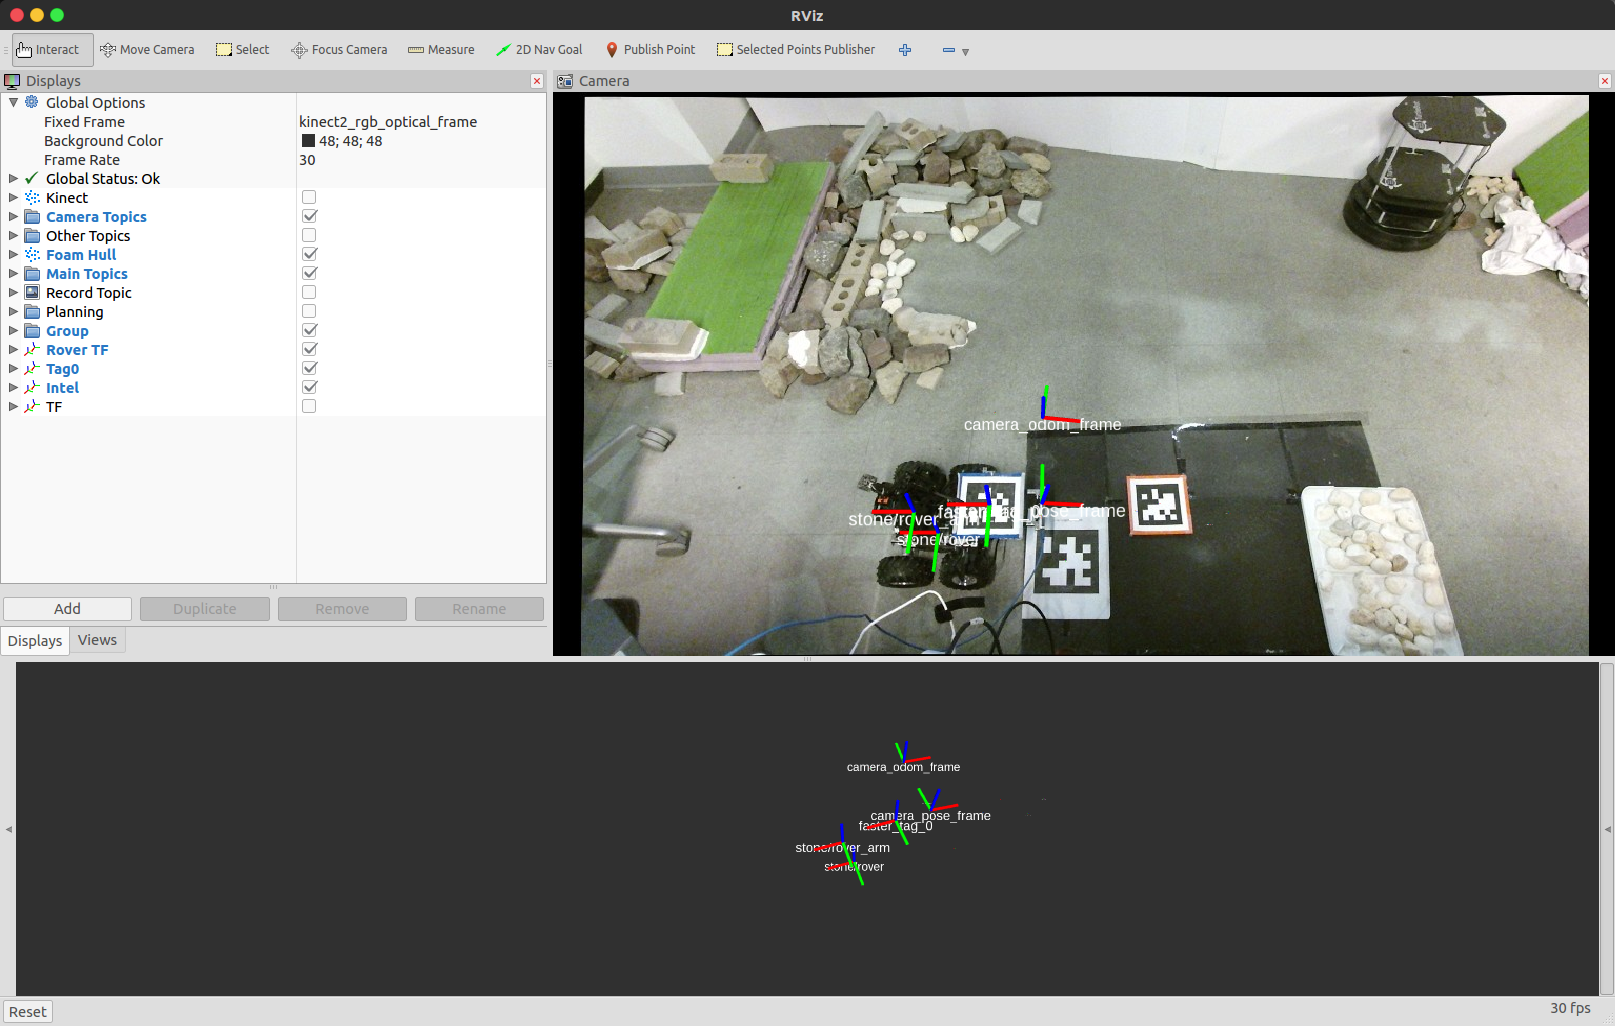 RViz
Interact Move Camera Select Focus Camera Measure 2D Nav Goal Publish Point Selected Points Publisher
Displays
Global Options
Fixed Frame kinect2_rgb_optical_frame
Background Color 48; 48; 48
Frame Rate 30
Global Status: Ok
Kinect
Camera Topics
Other Topics
Foam Hull
Main Topics
Record Topic
Planning
Group
Rover TF
Tag0
Intel
TF
Add Duplicate Remove Rename
Displays Views
Camera
camera_odom_frame
stone/rover_arm
camera_pose_frame
stone/rover
camera_odom_frame
camera_pose_frame
faster_tag_0
stone/rover_arm
stone/rover
Reset
30 fps